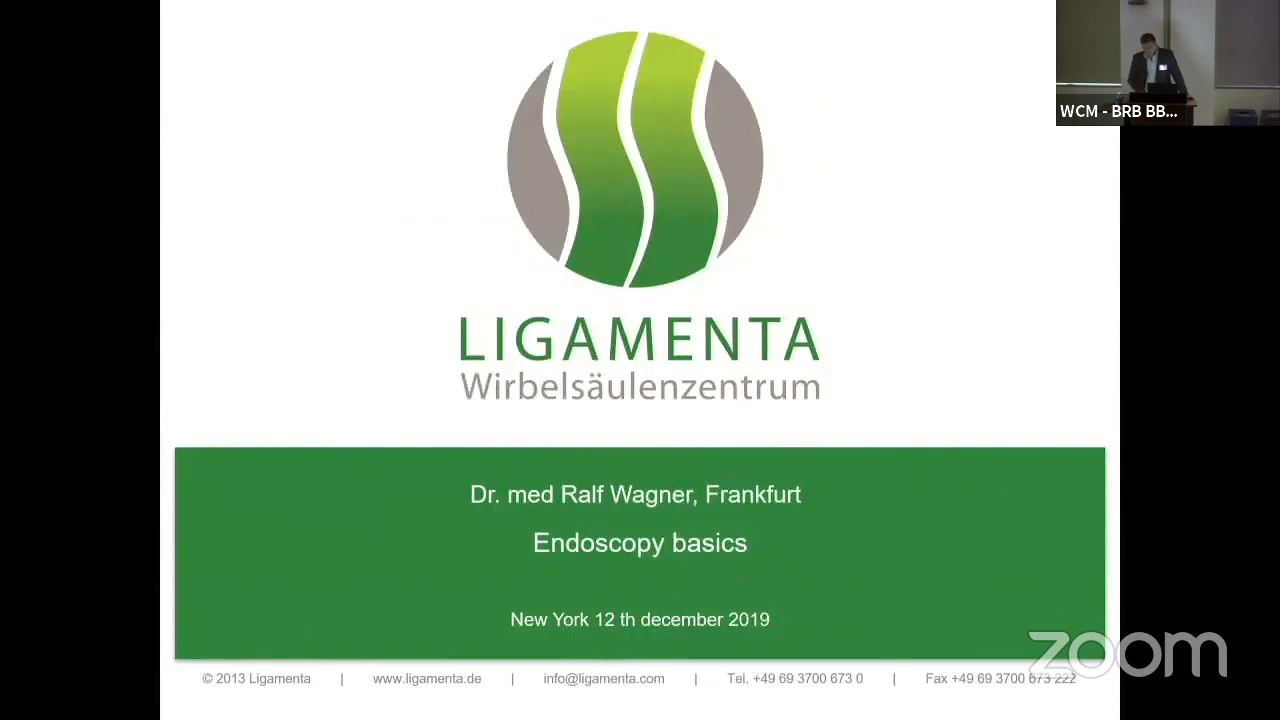 WCM - BRB BB...
LIGAMENTA
Wirbelsäulenzentrum
Dr. med Ralf Wagner, Frankfurt
Endoscopy basics
New York 12 th december 2019
zoom
© 2013 Ligamenta | www.ligamenta.de | info@ligamenta.com | Tel. +49 69 3700 673 0 | Fax +49 69 3700 673 222